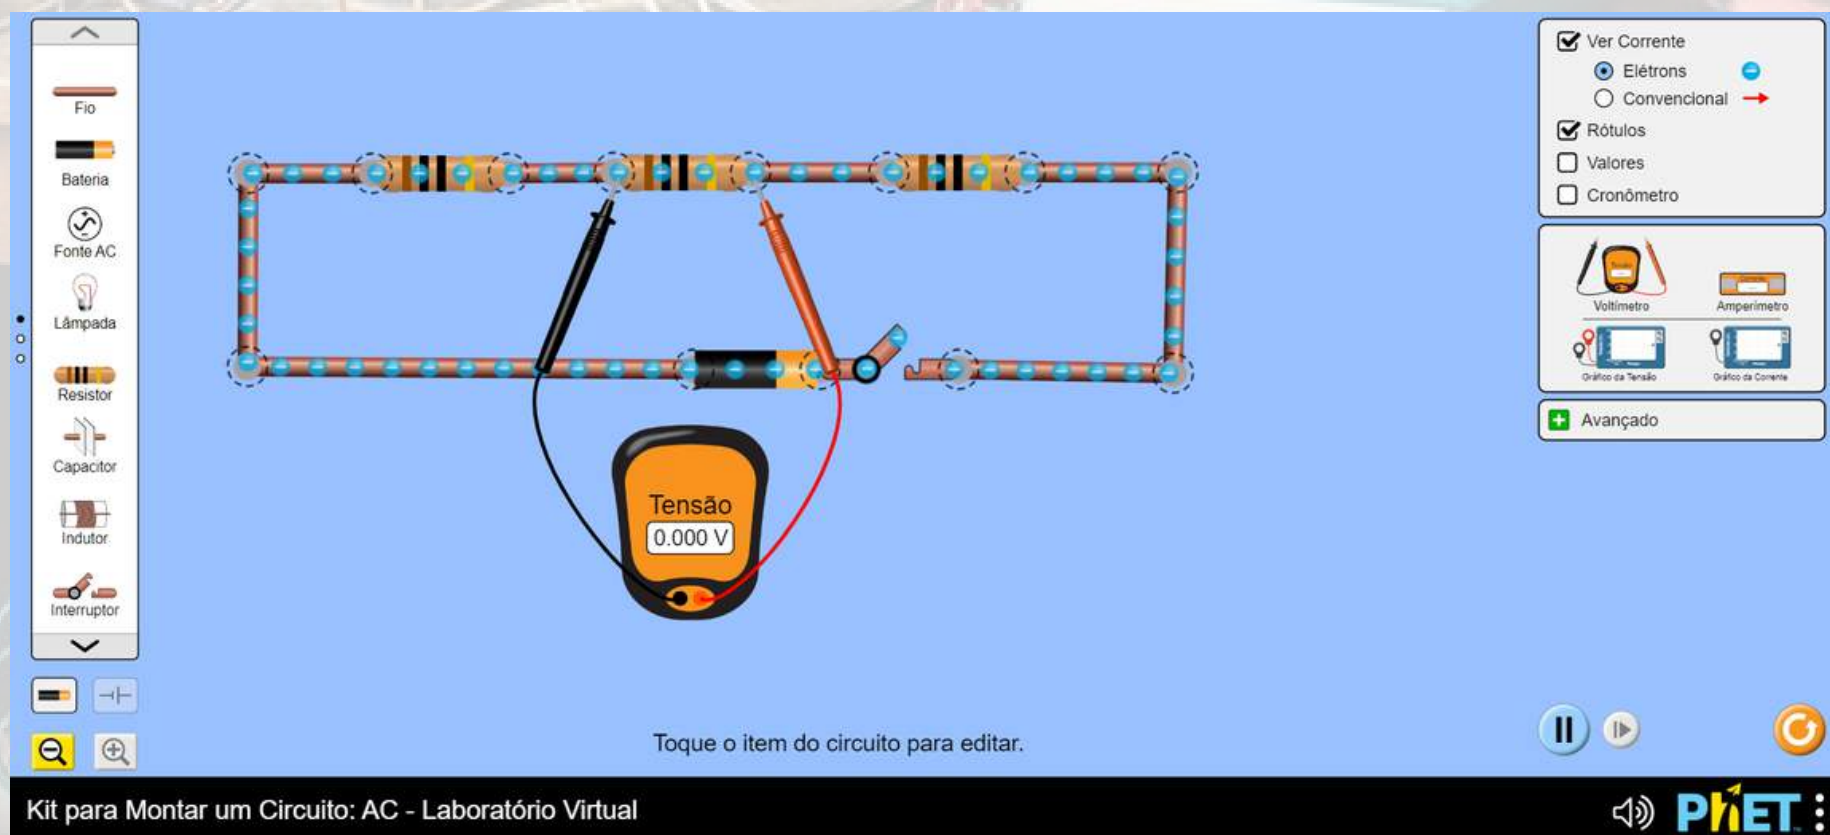 Fio
Bateria
Fonte AC
Lâmpada
Resistor
Capacitor
Indutor
Interruptor
Tensão
0.000 V
Toque o item do circuito para editar.
Ver Corrente
Elétrons
Convencional
Rótulos
Valores
Cronômetro
Voltímetro
Amperímetro
Gráfico da Tensão
Gráfico da Corrente
Avançado
Kit para Montar um Circuito: AC - Laboratório Virtual
PhET